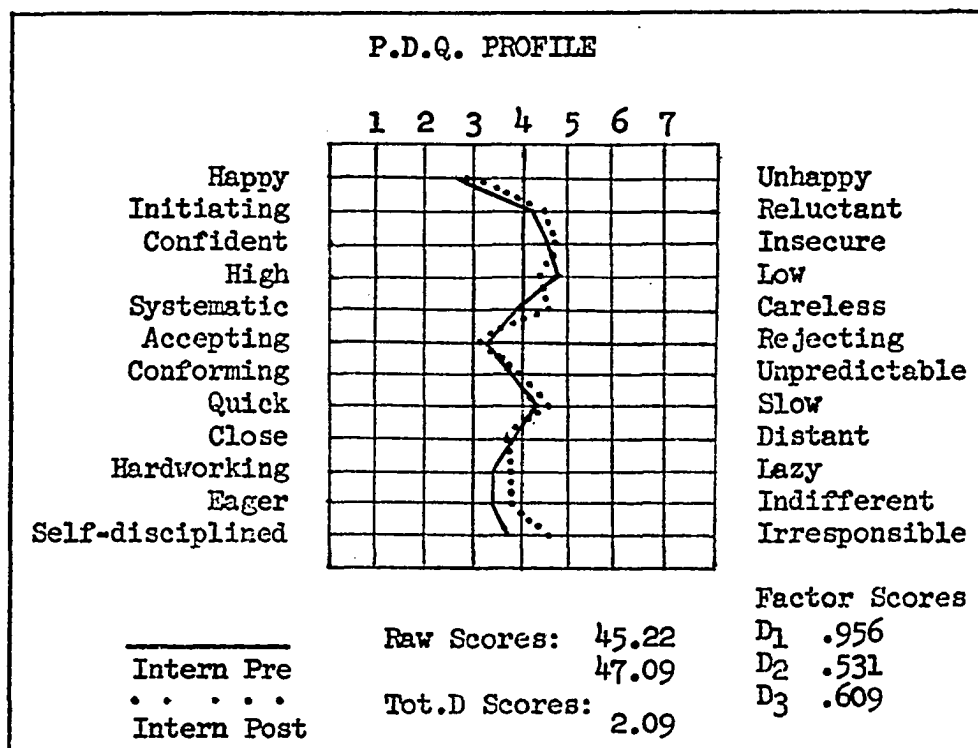 P.D.Q. PROFILE
1 2 3 4 5 6 7
Happy Unhappy
Initiating Reluctant
Confident Insecure
High Low
Systematic Careless
Accepting Rejecting
Conforming Unpredictable
Quick Slow
Close Distant
Hardworking Lazy
Eager Indifferent
Self-disciplined Irresponsible
Factor Scores
Raw Scores: 45.22 D1 .956
Intern Pre 47.09 D2 .531
Tot.D Scores: D3 .609
Intern Post 2.09